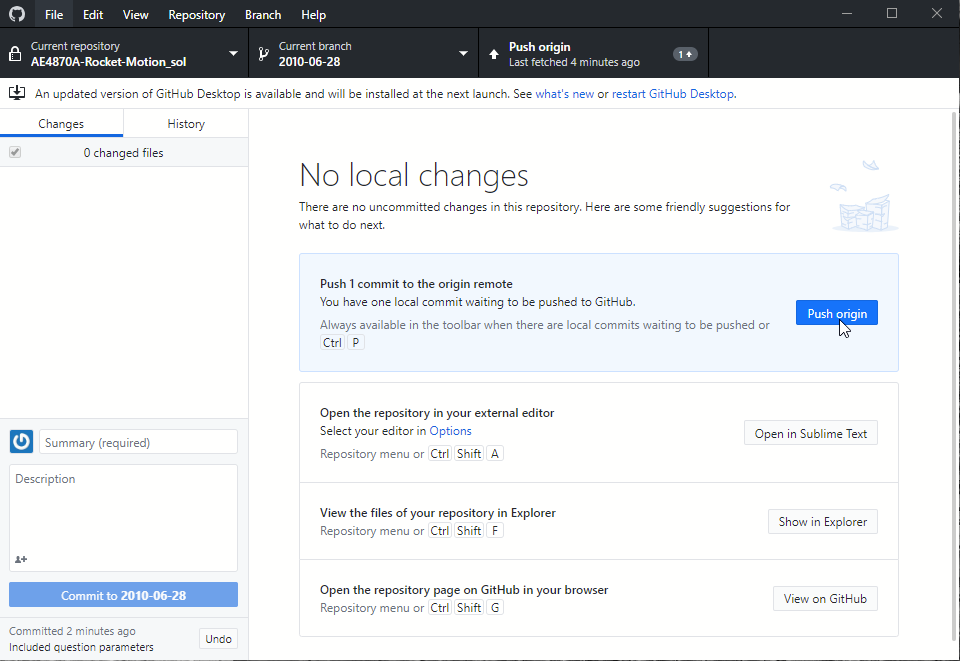 File Edit View Repository Branch Help
Current repository
AE4870A-Rocket-Motion_sol
Current branch
2010-06-28
Push origin
Last fetched 4 minutes ago
1
An updated version of GitHub Desktop is available and will be installed at the next launch. See what's new or restart GitHub Desktop.
Changes
History
0 changed files
No local changes
There are no uncommitted changes in this repository. Here are some friendly suggestions for
what to do next.
Push 1 commit to the origin remote
You have one local commit waiting to be pushed to GitHub.
Always available in the toolbar when there are local commits waiting to be pushed or
Ctrl P
Push origin
Open the repository in your external editor
Select your editor in Options
Repository menu or Ctrl Shift A
Open in Sublime Text
View the files of your repository in Explorer
Repository menu or Ctrl Shift F
Show in Explorer
Open the repository page on GitHub in your browser
Repository menu or Ctrl Shift G
View on GitHub
Summary (required)
Description
Commit to 2010-06-28
Committed 2 minutes ago
Included question parameters
Undo